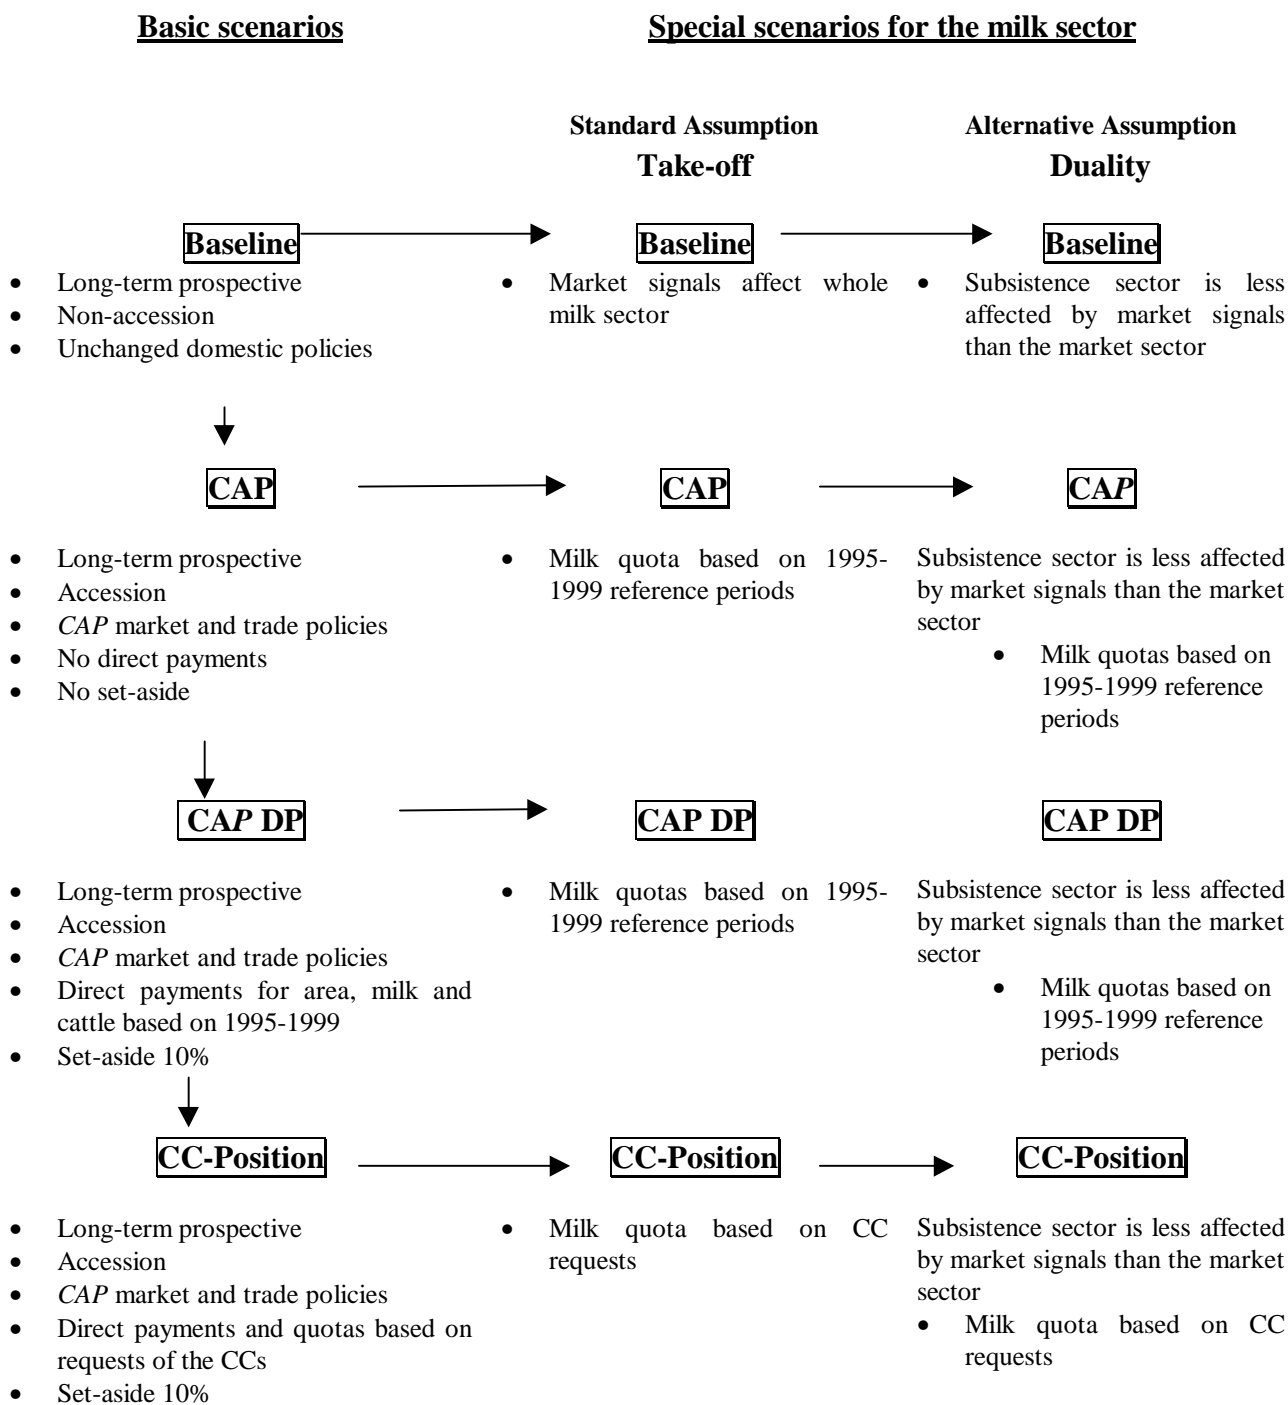 Basic scenarios
Special scenarios for the milk sector
Standard Assumption
Take-off
Alternative Assumption
Duality
Baseline
• Long-term prospective
• Non-accession
• Unchanged domestic policies
Baseline
• Market signals affect whole
milk sector
Baseline
• Subsistence sector is less
affected by market signals
than the market sector
CAP
• Long-term prospective
• Accession
• CAP market and trade policies
• No direct payments
• No set-aside
CAP
• Milk quota based on 1995-
1999 reference periods
CAP
Subsistence sector is less affected
by market signals than the market
sector
• Milk quotas based on
1995-1999 reference
periods
CAP DP
• Long-term prospective
• Accession
• CAP market and trade policies
• Direct payments for area, milk and
cattle based on 1995-1999
• Set-aside 10%
CAP DP
• Milk quotas based on 1995-
1999 reference periods
CAP DP
Subsistence sector is less affected
by market signals than the market
sector
• Milk quotas based on
1995-1999 reference
periods
CC-Position
• Long-term prospective
• Accession
• CAP market and trade policies
• Direct payments and quotas based on
requests of the CCs
• Set-aside 10%
CC-Position
• Milk quota based on CC
requests
CC-Position
Subsistence sector is less affected
by market signals than the market
sector
• Milk quota based on CC
requests